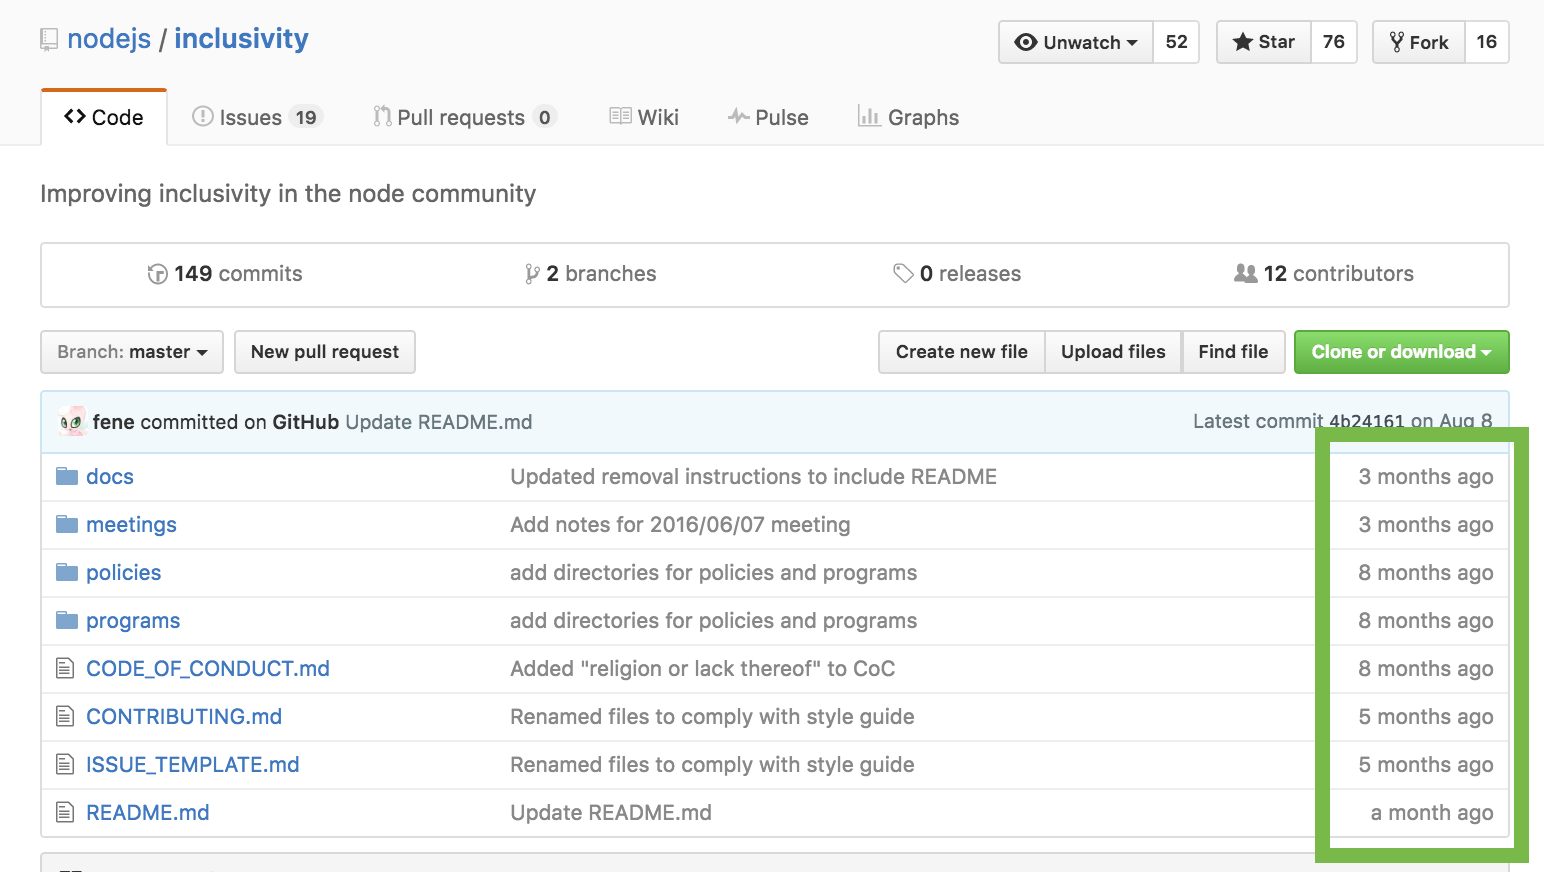 nodejs / inclusivity
Unwatch 52 Star 76 Fork 16
Code Issues 19 Pull requests 0 Wiki Pulse Graphs
Improving inclusivity in the node community
149 commits 2 branches 0 releases 12 contributors
Branch: master New pull request Create new file Upload files Find file Clone or download
fene committed on GitHub Update README.md Latest commit 4b24161 on Aug 8
docs Updated removal instructions to include README 3 months ago
meetings Add notes for 2016/06/07 meeting 3 months ago
policies add directories for policies and programs 8 months ago
programs add directories for policies and programs 8 months ago
CODE_OF_CONDUCT.md Added "religion or lack thereof" to CoC 8 months ago
CONTRIBUTING.md Renamed files to comply with style guide 5 months ago
ISSUE_TEMPLATE.md Renamed files to comply with style guide 5 months ago
README.md Update README.md a month ago